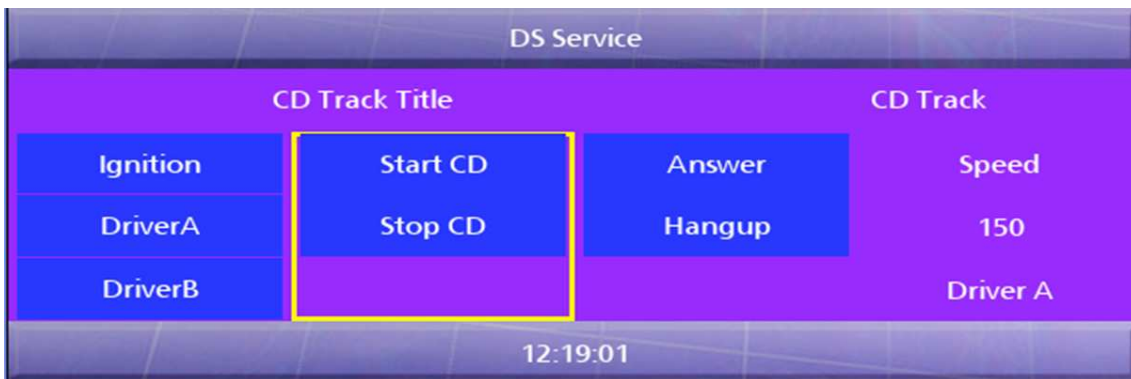 DS Service
CD Track Title CD Track
Ignition Start CD Answer Speed
DriverA Stop CD Hangup 150
DriverB Driver A
12:19:01